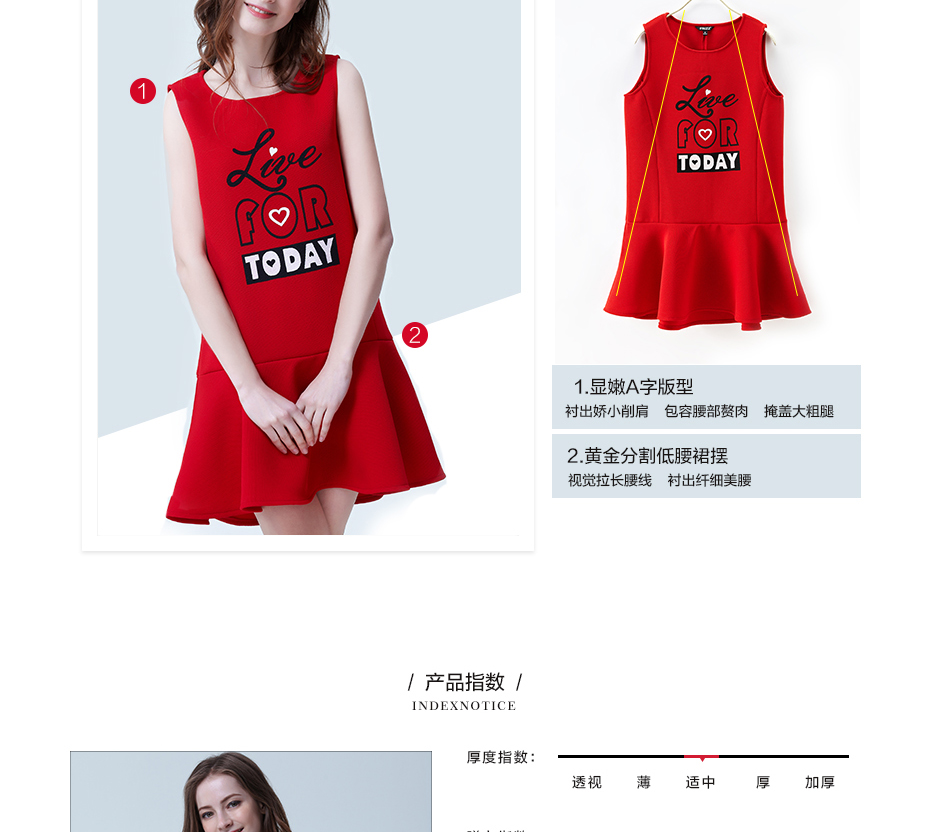 1
Live
FOR
TODAY
2
Live
FOR
TODAY
1.显嫩A字版型
衬出娇小削肩 包容腰部赘肉 掩盖大粗腿
2.黄金分割低腰裙摆
视觉拉长腰线 衬出纤细美腰
/ 产品指数 /
INDEXNOTICE
厚度指数：
透视 薄 适中 厚 加厚